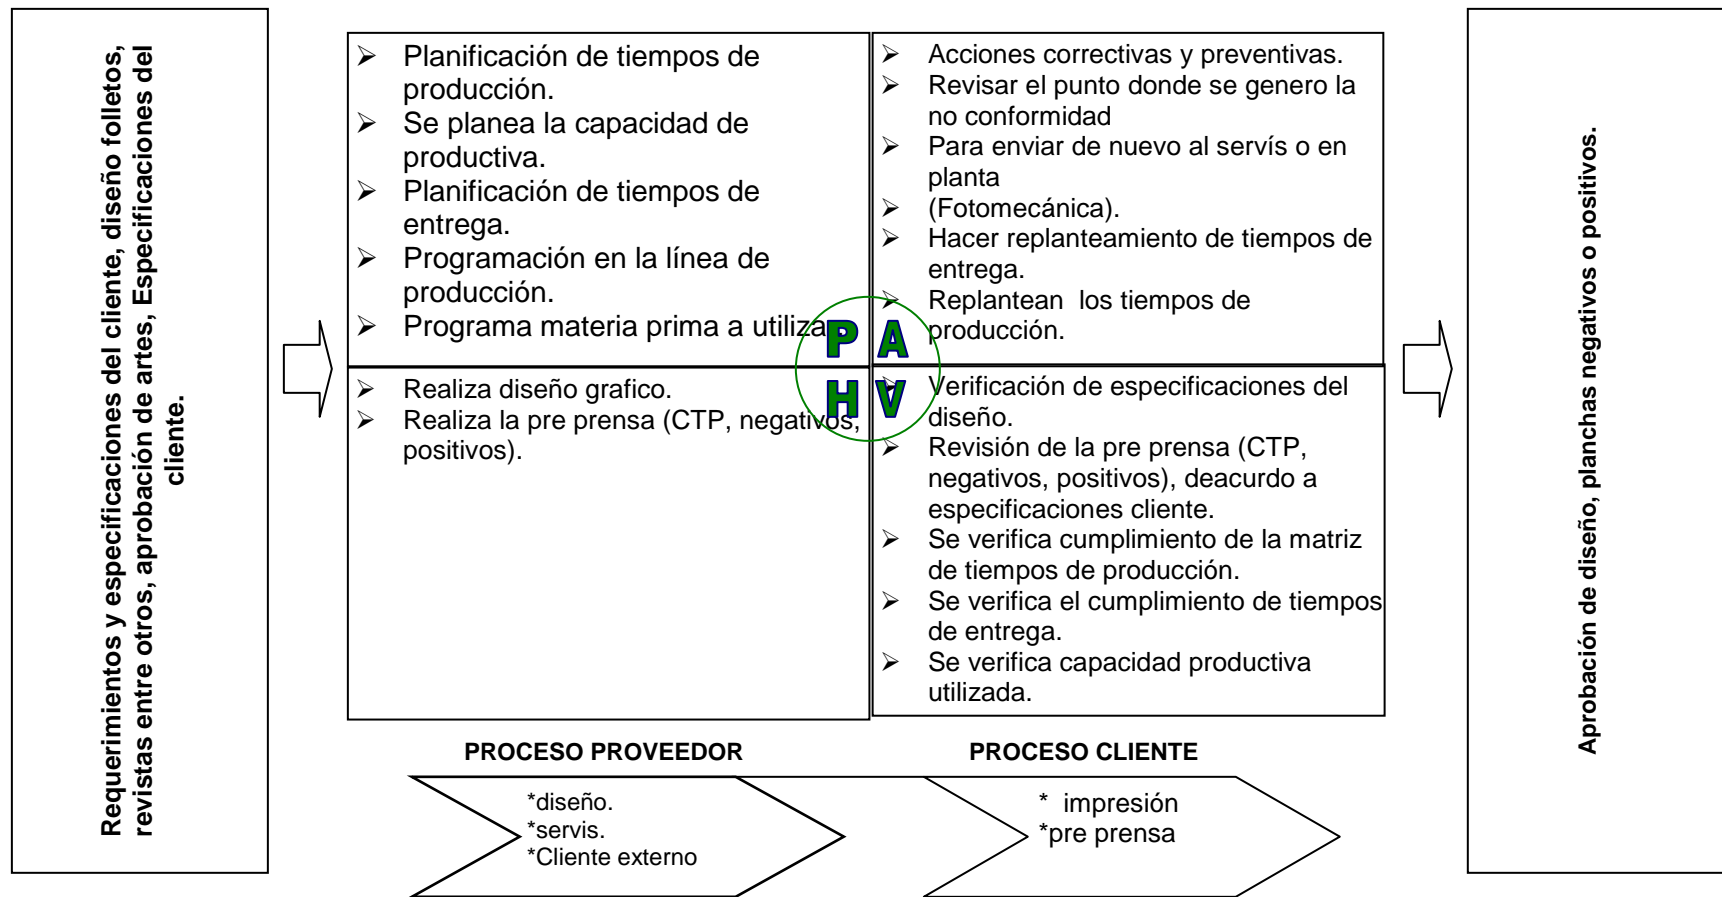 Requerimientos y especificaciones del cliente, diseño folletos,
revistas entre otros, aprobación de artes, Especificaciones del
cliente.
➢ Planificación de tiempos de
producción.
➢ Se planea la capacidad de
productiva.
➢ Planificación de tiempos de
entrega.
➢ Programación en la línea de
producción.
➢ Programa materia prima a utiliza
➢ Acciones correctivas y preventivas.
➢ Revisar el punto donde se genero la
no conformidad
➢ Para enviar de nuevo al servís o en
planta
➢ (Fotomecánica).
➢ Hacer replanteamiento de tiempos de
entrega.
➢ Replantean los tiempos de
producción.
P A
H V
➢ Realiza diseño grafico.
➢ Realiza la pre prensa (CTP, negativos,
positivos).
➢ Verificación de especificaciones del
diseño.
➢ Revisión de la pre prensa (CTP,
negativos, positivos), deacurdo a
especificaciones cliente.
➢ Se verifica cumplimiento de la matriz
de tiempos de producción.
➢ Se verifica el cumplimiento de tiempos
de entrega.
➢ Se verifica capacidad productiva
utilizada.
PROCESO PROVEEDOR
*diseño.
*servis.
*Cliente externo
PROCESO CLIENTE
* impresión
*pre prensa
Aprobación de diseño, planchas negativos o positivos.